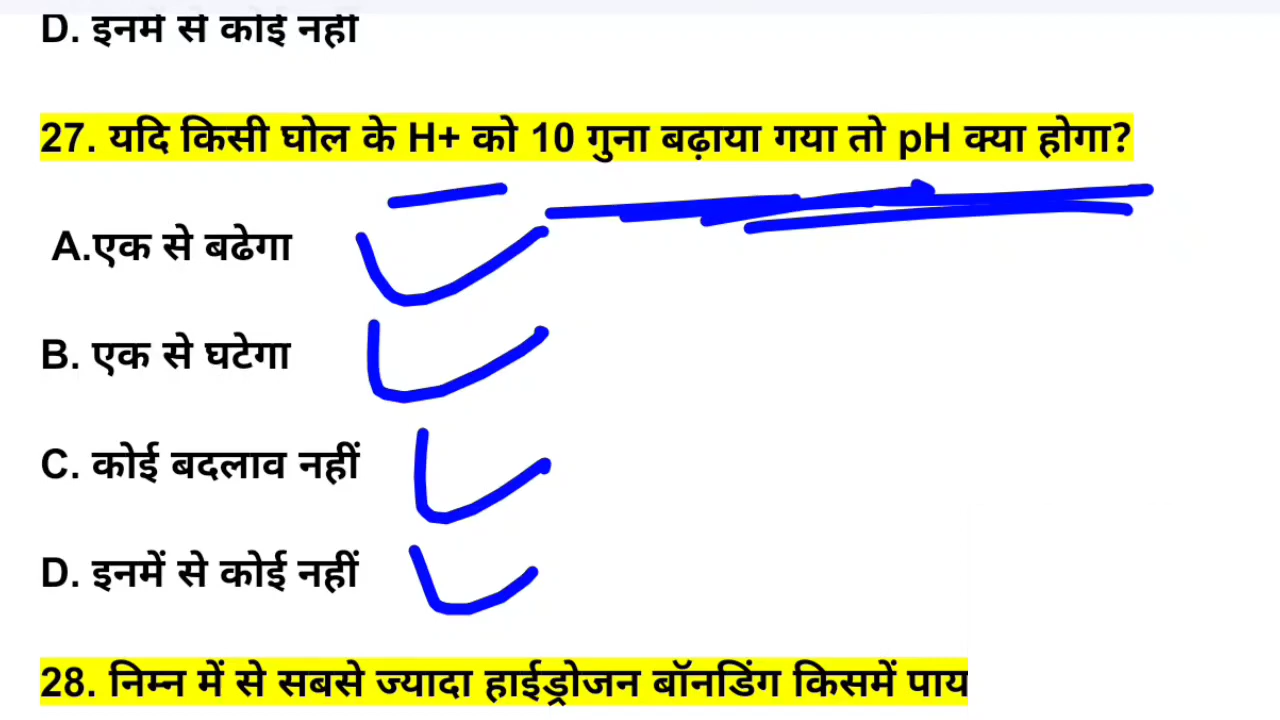 D. इनमें से कोई नहीं
27. यदि किसी घोल के H+ को 10 गुना बढ़ाया गया तो pH क्या होगा?
A.एक से बढेगा
B. एक से घटेगा
C. कोई बदलाव नहीं
D. इनमें से कोई नहीं
28. निम्न में से सबसे ज्यादा हाईड्रोजन बॉनडिंग किसमें पाय